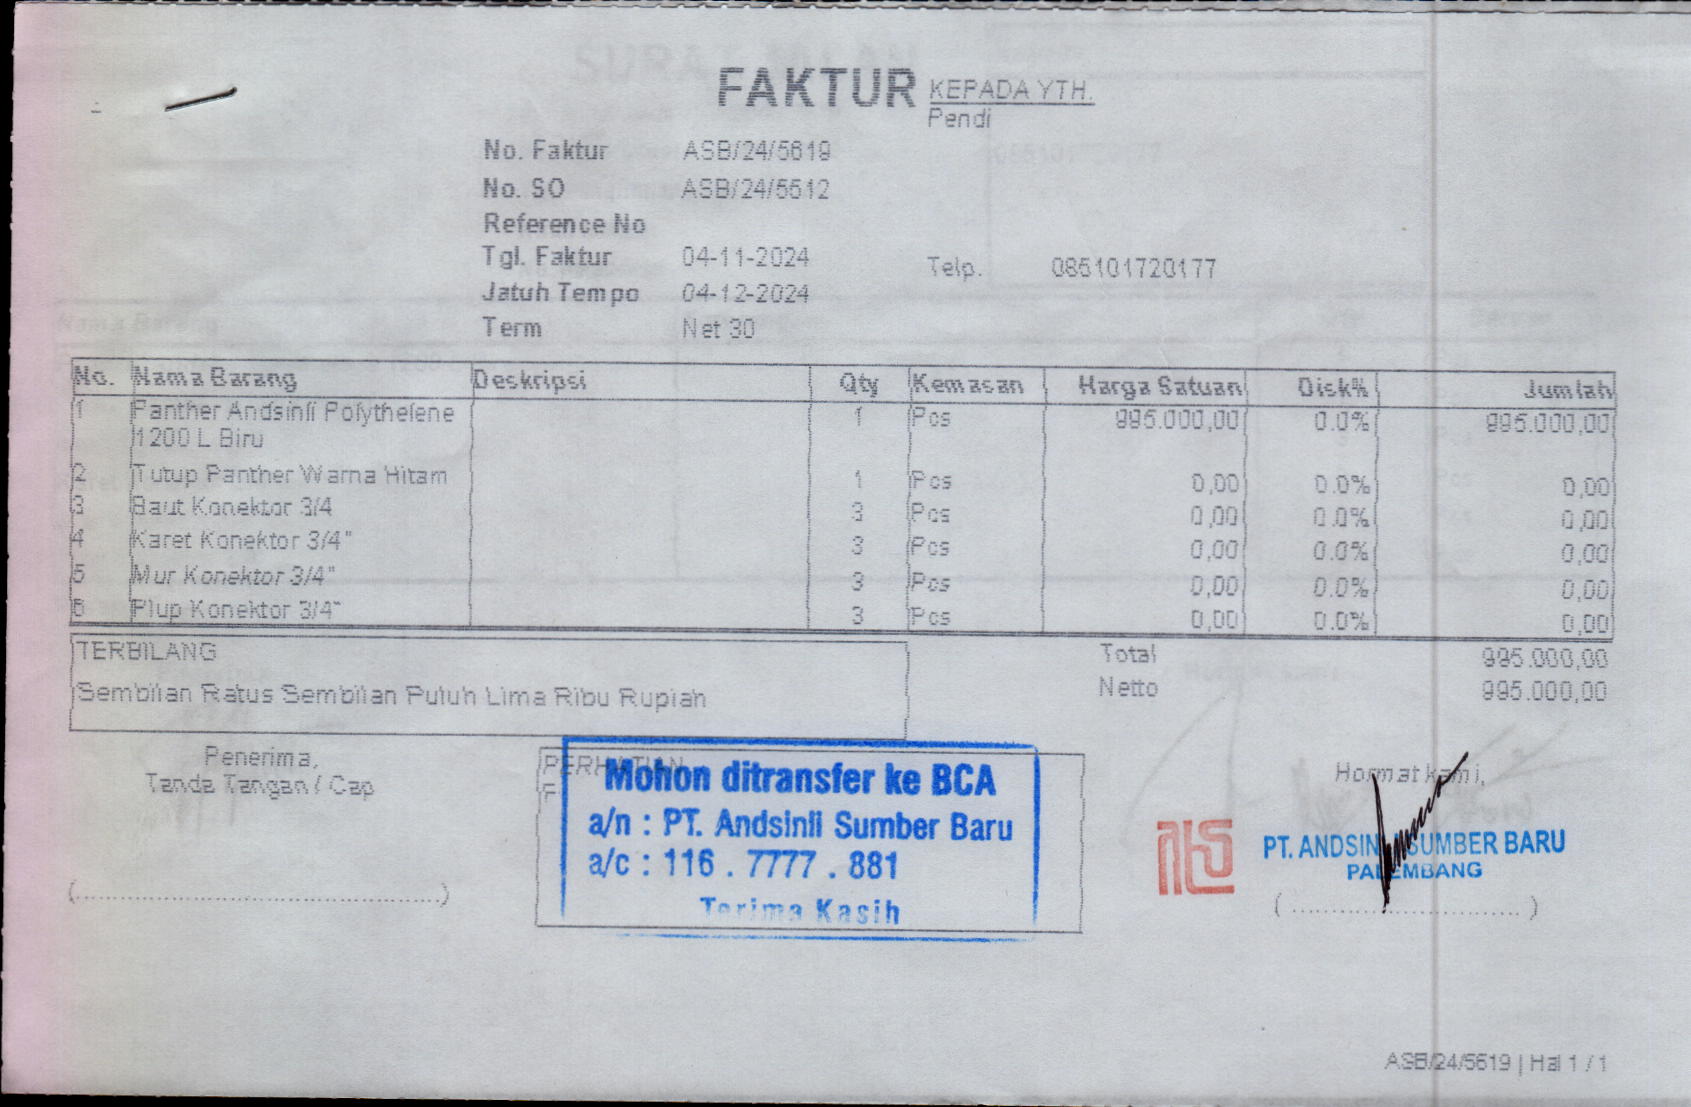 FAKTUR
KEPADA YTH.
Pendi
No. Faktur ASB/24/5619
No. SO ASB/24/5512
Reference No
Tgl. Faktur 04-11-2024
Telp. 085101720177
Jatuh Tempo 04-12-2024
Term Net 30
No. Nama Barang Deskripsi Qty Kemasan Harga Satuan Disk% Jumlah
1 Panther Andsinli Polythelene 1 Pcs 995.000,00 0.0% 995.000,00
1200 L Biru
2 Tutup Panther Warna Hitam 1 Pcs 0,00 0.0% 0,00
3 Baut Konektor 3/4 3 Pcs 0,00 0.0% 0,00
4 Karet Konektor 3/4" 3 Pcs 0,00 0.0% 0,00
5 Mur Konektor 3/4" 3 Pcs 0,00 0.0% 0,00
6 Plup Konektor 3/4" 3 Pcs 0,00 0.0% 0,00
TERBILANG
Sembilan Ratus Sembilan Puluh Lima Ribu Rupiah
Total 995.000,00
Netto 995.000,00
Penerima,
Tanda Tangan / Cap
(..........................................)
PERHATIAN
Mohon ditransfer ke BCA
a/n : PT. Andsinli Sumber Baru
a/c : 116 . 7777 . 881
Terima Kasih
Hormat kami,
PT. ANDSINLI SUMBER BARU
PALEMBANG
( .............................. )
ASB/24/5619 | Hal 1 / 1